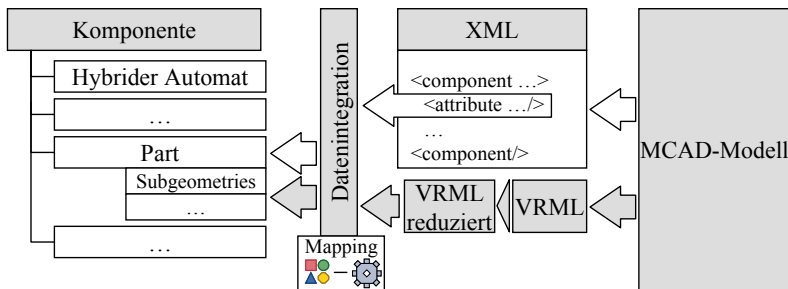 Komponente
Hybrider Automat
…
Part
Subgeometries
…
…
Datenintegration
Mapping
XML
<component …>
<attribute …/>
…
<component/>
VRML
reduziert
VRML
MCAD-Modell